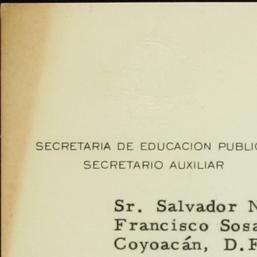 SECRETARIA DE EDUCACION PUBLIC
SECRETARIO AUXILIAR
Sr. Salvador N
Francisco Sosa
Coyoacán, D.F